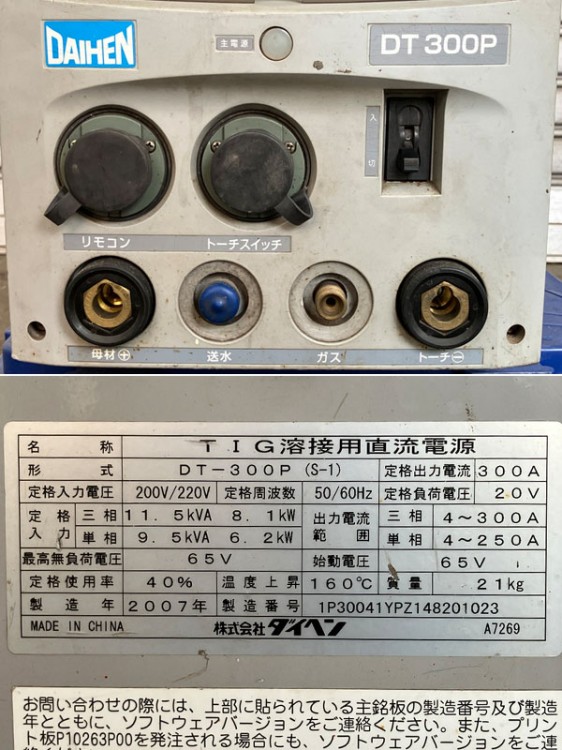 DAIHEN
主電源
DT 300P
入
切
リモコン
トーチスイッチ
母材⊕
送水
ガス
トーチ⊖
名称 TIG溶接用直流電源
形式 DT-300P (S-1) 定格出力電流 300A
定格入力電圧 200V/220V 定格周波数 50/60Hz 定格負荷電圧 20V
定格入力 三相 11.5kVA 8.1kW 出力電流範囲 三相 4～300A
単相 9.5kVA 6.2kW 単相 4～250A
最高無負荷電圧 65V 始動電圧 65V
定格使用率 40% 温度上昇 160℃ 質量 21kg
製造年 2007年 製造番号 1P30041YPZ148201023
MADE IN CHINA 株式会社ダイヘン A7269
お問い合わせの際には、上部に貼られている主銘板の製造番号及び製造
年とともに、ソフトウェアバージョンをご連絡ください。また、プリン
ト板P10263P00を発注される場合にも、ソフトウェアバージョンをご連